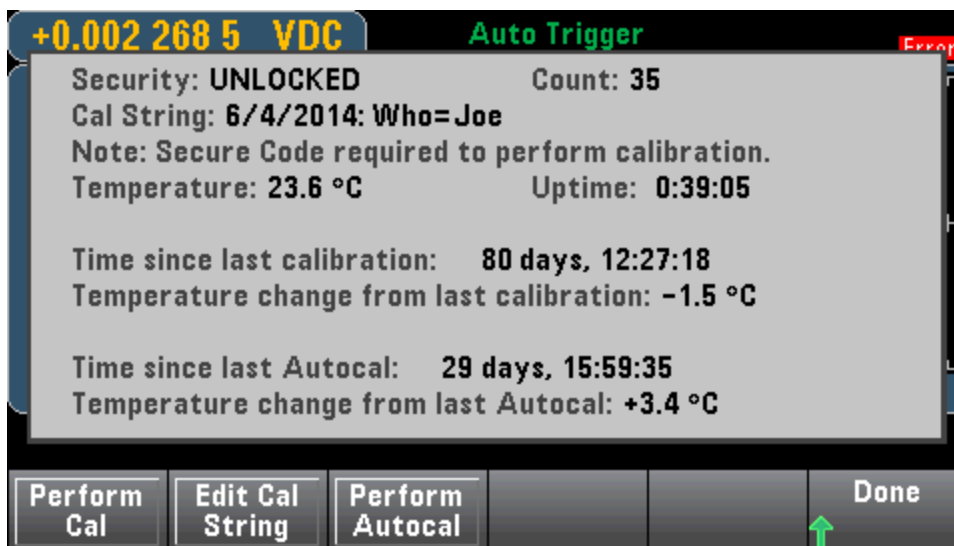 +0.002 268 5 VDC Auto Trigger
Error
Security: UNLOCKED Count: 35
Cal String: 6/4/2014: Who=Joe
Note: Secure Code required to perform calibration.
Temperature: 23.6 °C Uptime: 0:39:05
Time since last calibration: 80 days, 12:27:18
Temperature change from last calibration: -1.5 °C
Time since last Autocal: 29 days, 15:59:35
Temperature change from last Autocal: +3.4 °C
Perform Edit Cal Perform Done
Cal String Autocal